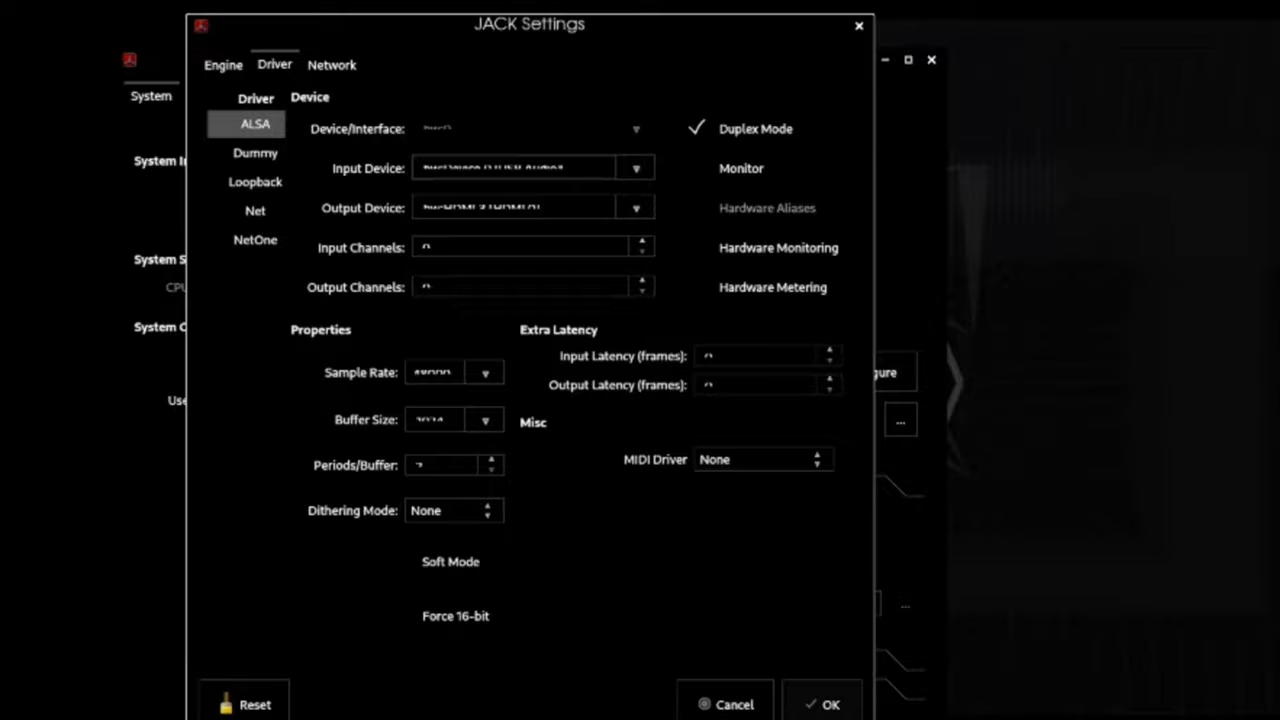 JACK Settings
Engine Driver Network
System
Driver Device
ALSA
Device/Interface:
Duplex Mode
Dummy
System
Input Device:
Monitor
Loopback
Net
Output Device:
Hardware Aliases
NetOne
Input Channels:
Hardware Monitoring
System
Output Channels:
Hardware Metering
System
Properties
Extra Latency
Input Latency (frames):
Sample Rate:
Output Latency (frames):
Buffer Size:
Misc
...
Periods/Buffer:
MIDI Driver None
Dithering Mode: None
Soft Mode
...
Force 16-bit
Reset
Cancel
OK